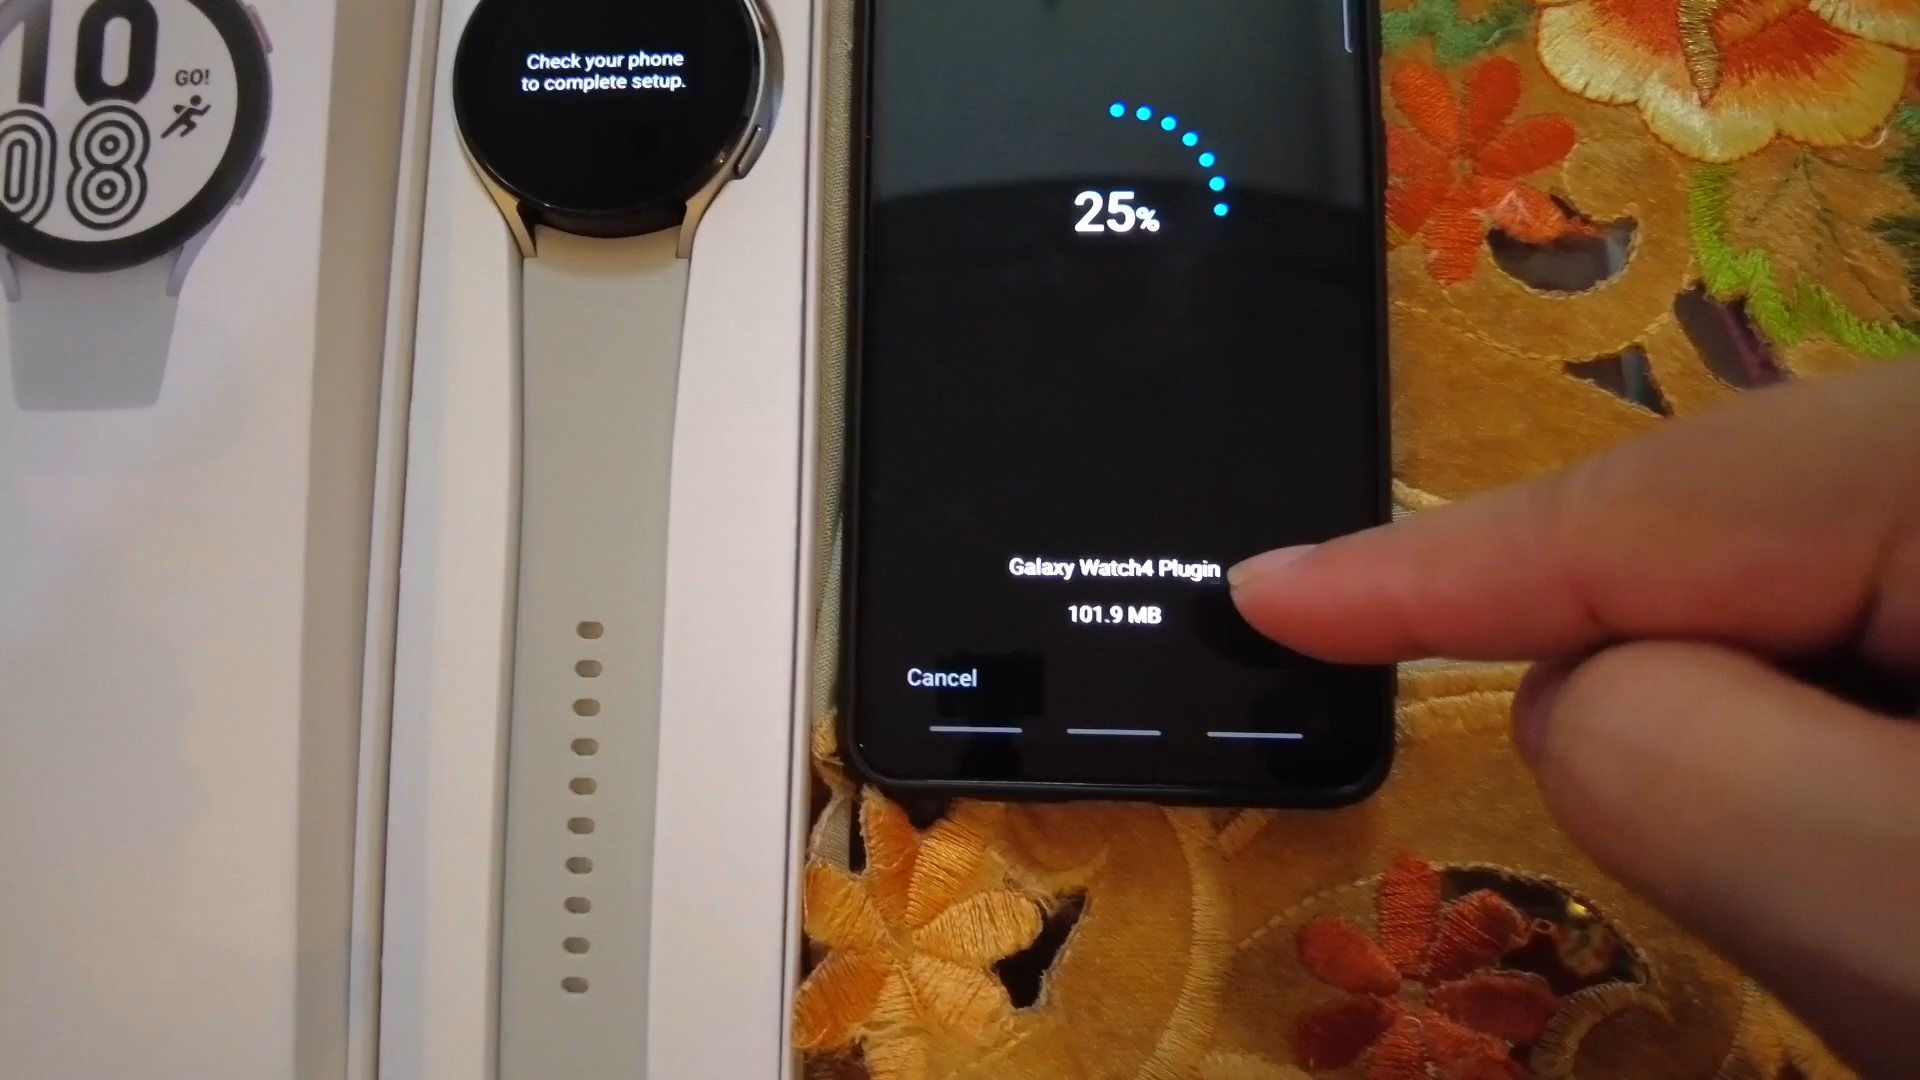 10
GO!
08
Check your phone
to complete setup.
25%
Galaxy Watch4 Plugin
101.9 MB
Cancel